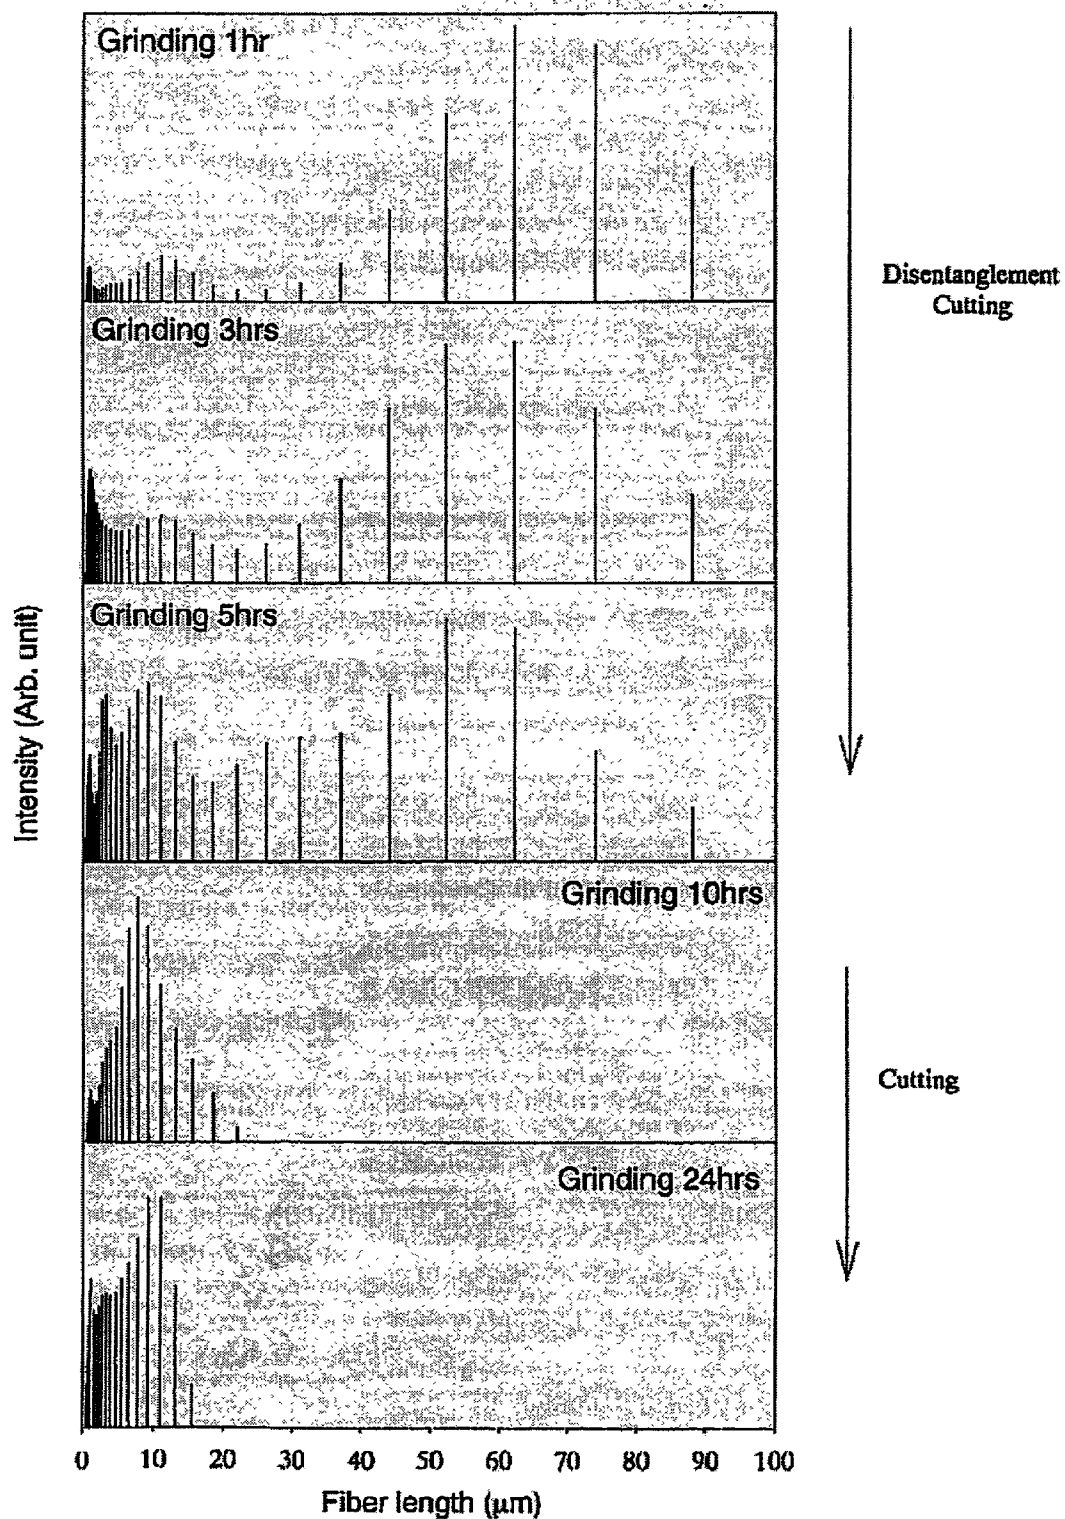 Grinding 1hr
Grinding 3hrs
Grinding 5hrs
Grinding 10hrs
Grinding 24hrs
Intensity (Arb. unit)
0 10 20 30 40 50 60 70 80 90 100
Fiber length (μm)
Disentanglement
Cutting
Cutting